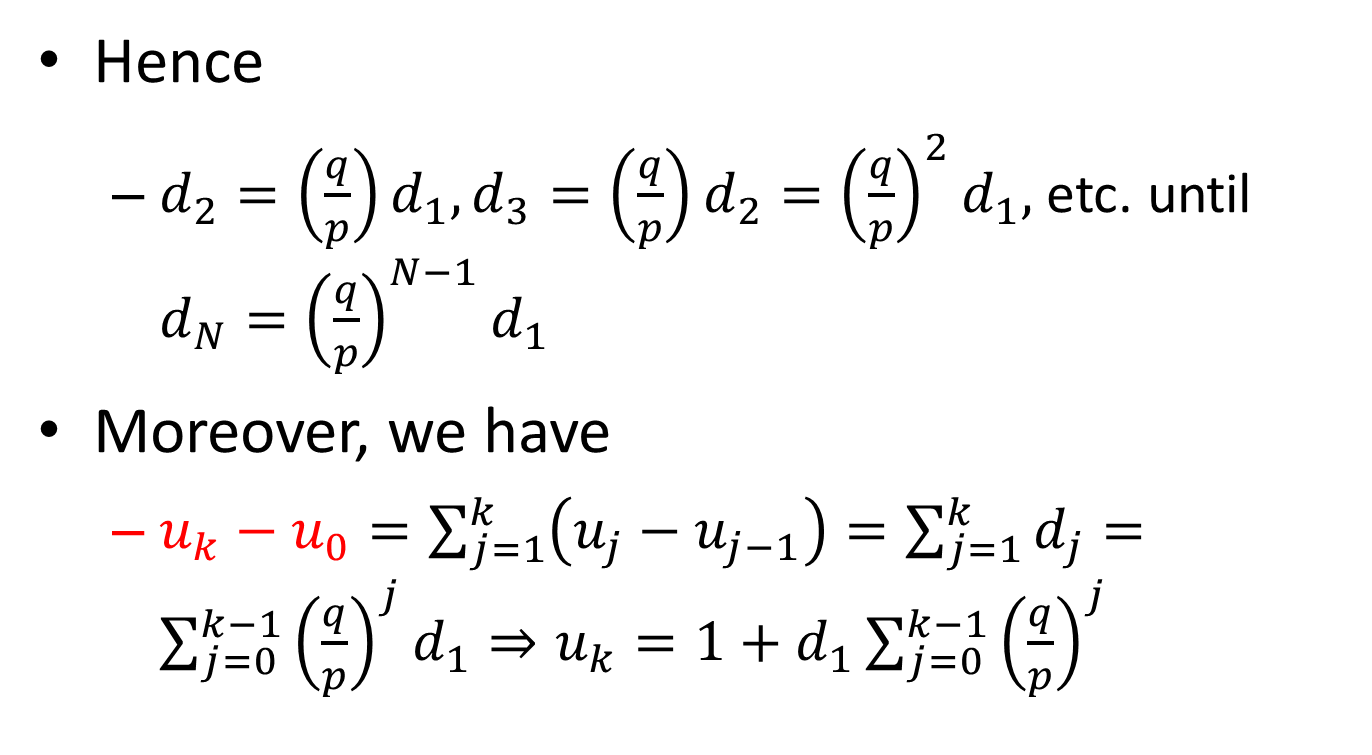 • Hence
– d₂ = (q/p) d₁, d₃ = (q/p) d₂ = (q/p)² d₁, etc. until
d_N = (q/p)^{N−1} d₁
• Moreover, we have
– u_k − u₀ = ∑_{j=1}^{k} (u_j − u_{j−1}) = ∑_{j=1}^{k} d_j =
∑_{j=0}^{k−1} (q/p)^j d₁ ⇒ u_k = 1 + d₁ ∑_{j=0}^{k−1} (q/p)^j